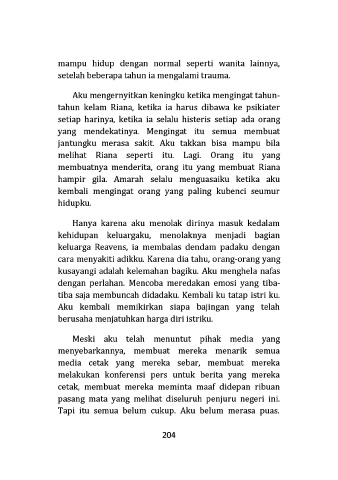 mampu hidup dengan normal seperti wanita lainnya,
setelah beberapa tahun ia mengalami trauma.
Aku mengernyitkan keningku ketika mengingat tahun-
tahun kelam Riana, ketika ia harus dibawa ke psikiater
setiap harinya, ketika ia selalu histeris setiap ada orang
yang mendekatinya. Mengingat itu semua membuat
jantungku merasa sakit. Aku takkan bisa mampu bila
melihat Riana seperti itu. Lagi. Orang itu yang
membuatnya menderita, orang itu yang membuat Riana
hampir gila. Amarah selalu menguasaiku ketika aku
kembali mengingat orang yang paling kubenci seumur
hidupku.
Hanya karena aku menolak dirinya masuk kedalam
kehidupan keluargaku, menolaknya menjadi bagian
keluarga Reavens, ia membalas dendam padaku dengan
cara menyakiti adikku. Karena dia tahu, orang-orang yang
kusayangi adalah kelemahan bagiku. Aku menghela nafas
dengan perlahan. Mencoba meredakan emosi yang tiba-
tiba saja membuncah didadaku. Kembali ku tatap istri ku.
Aku kembali memikirkan siapa bajingan yang telah
berusaha menjatuhkan harga diri istriku.
Meski aku telah menuntut pihak media yang
menyebarkannya, membuat mereka menarik semua
media cetak yang mereka sebar, membuat mereka
melakukan konferensi pers untuk berita yang mereka
cetak, membuat mereka meminta maaf didepan ribuan
pasang mata yang melihat diseluruh penjuru negeri ini.
Tapi itu semua belum cukup. Aku belum merasa puas.
204